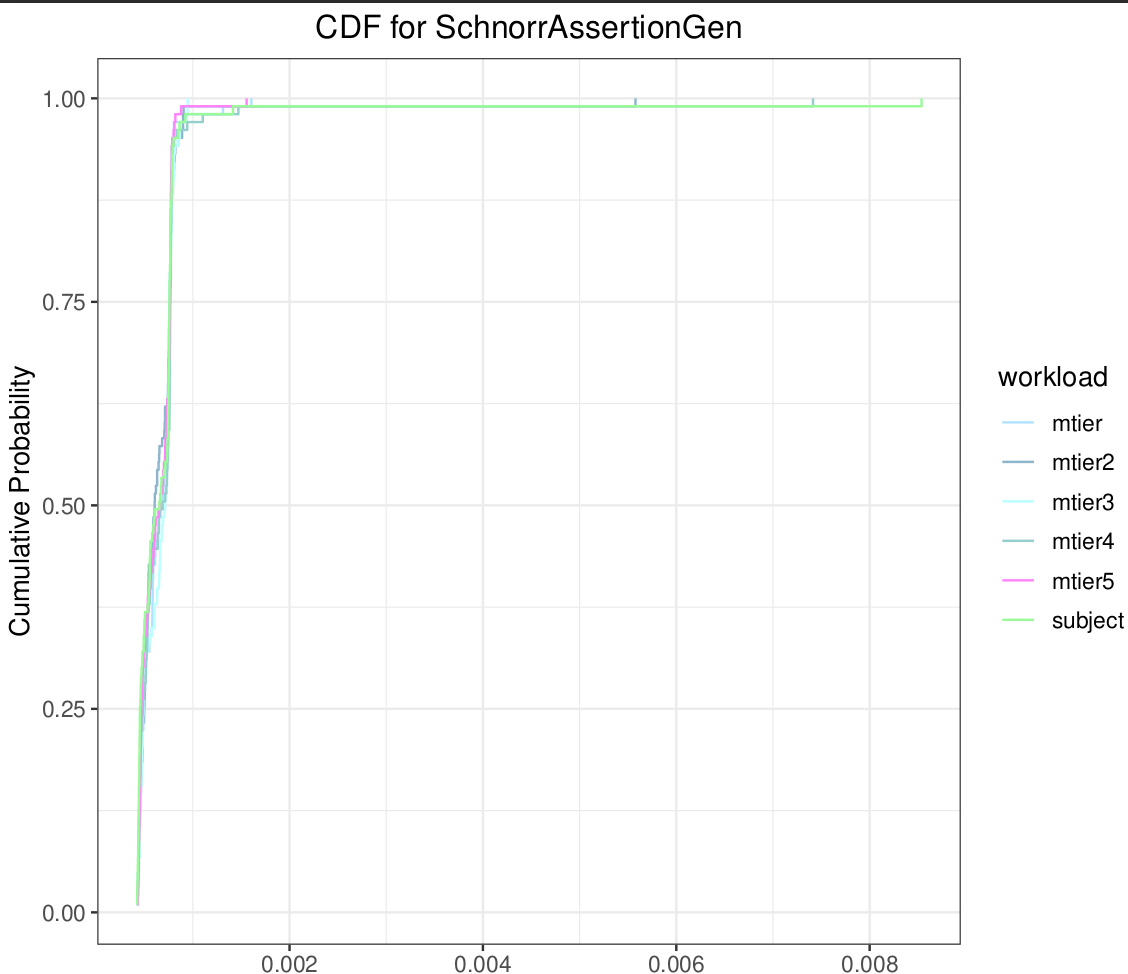 CDF for SchnorrAssertionGen
1.00
0.75
0.50
0.25
0.00
Cumulative Probability
0.002
0.004
0.006
0.008
workload
mtier
mtier2
mtier3
mtier4
mtier5
subject